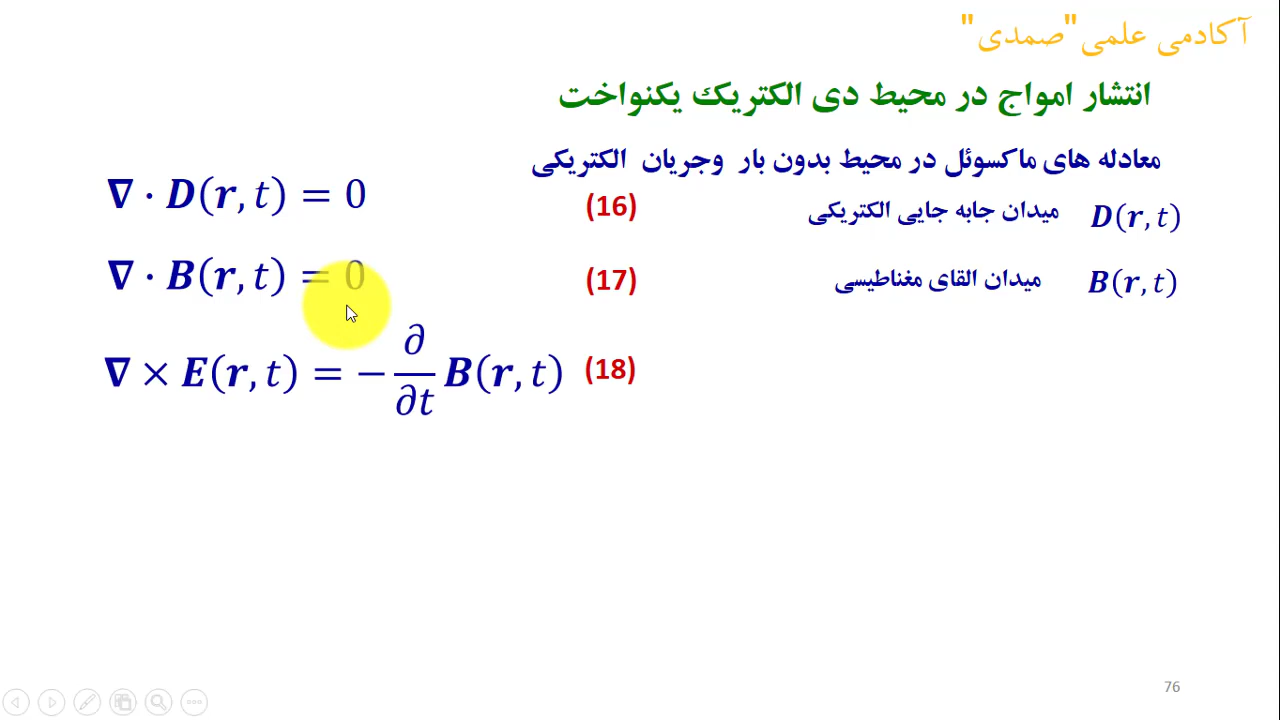 آکادمی علمی"صمدی"
انتشار امواج در محیط دی الکتریک یکنواخت
معادله های ماکسوئل در محیط بدون بار وجریان الکتریکی
∇ · D(r, t) = 0 (16) میدان جابه جایی الکتریکی D(r, t)
∇ · B(r, t) = 0 (17) میدان القای مغناطیسی B(r, t)
∇ × E(r, t) = − ∂/∂t B(r, t) (18)
76